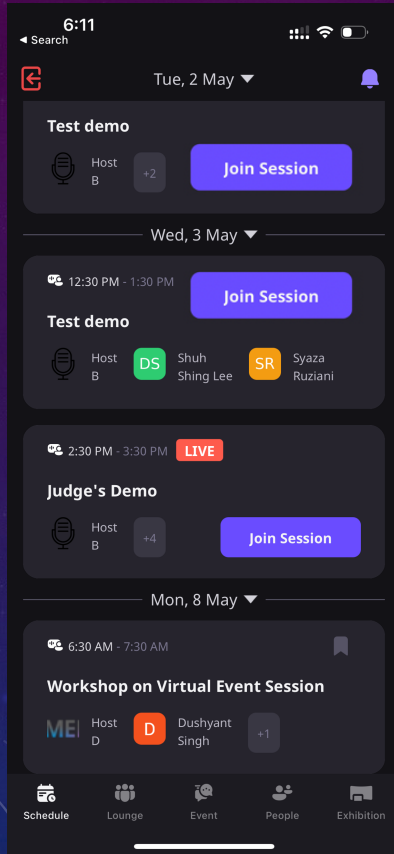 6:11
◄ Search
Tue, 2 May
Test demo
Host B
+2
Join Session
Wed, 3 May
12:30 PM - 1:30 PM
Join Session
Test demo
Host B
DS
Shuh Shing Lee
SR
Syaza Ruziani
2:30 PM - 3:30 PM
LIVE
Judge's Demo
Host B
+4
Join Session
Mon, 8 May
6:30 AM - 7:30 AM
Workshop on Virtual Event Session
MEI
Host D
D
Dushyant Singh
+1
Schedule
Lounge
Event
People
Exhibition